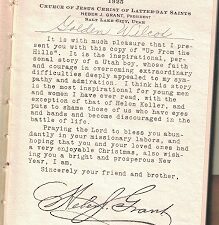 1925
CHURCH OF JESUS CHRIST OF LATTER-DAY SAINTS
HEBER J. GRANT, PRESIDENT
SALT LAKE CITY, UTAH
Wilcox
It is with much pleasure that I pre-
sent you with this copy of "Up From the
Hills". It is the inspirational, per-
sonal story of a Utah boy, whose faith
and courage in overcoming extraordinary
difficulties deeply appealed to my sym-
pathy and admiration. I think his story
is the most inspirational for young men
and women I have ever read, with the
exception of that of Helen Keller, and
points out to those who have their eyes
and hands and become discouraged in the
battle of life.
Praying the Lord to bless you abun-
dantly in your missionary labors, and
hoping that you and your loved ones had
a very enjoyable Christmas, also wish-
ing you a bright and prosperous New
Year, I am,
Sincerely your friend and brother,
Heber J. Grant